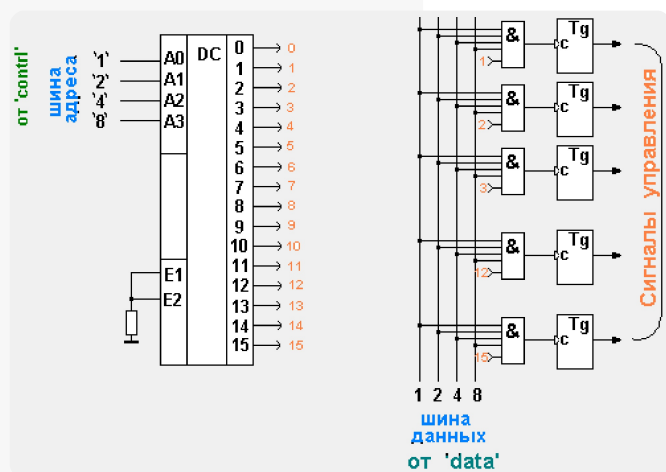 от 'contrl'
шина
адреса
'1'
'2'
'4'
'8'
A0
A1
A2
A3
E1
E2
DC
0
1
2
3
4
5
6
7
8
9
10
11
12
13
14
15
0
1
2
3
4
5
6
7
8
9
10
11
12
13
14
15
& Tg
1 C
& Tg
2 C
& Tg
3 C
& Tg
12 C
& Tg
15 C
Сигналы управления
1 2 4 8
шина
данных
от 'data'